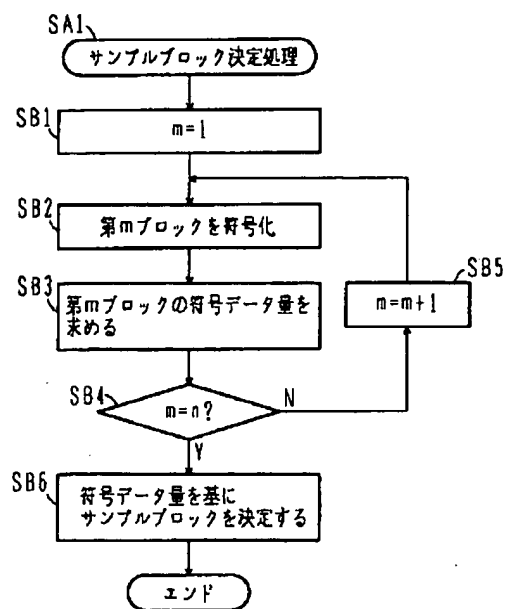 SA1
サンプルブロック決定処理
SB1
m=1
SB2
第mブロックを符号化
SB3
第mブロックの符号データ量を
求める
SB5
m=m+1
SB4
m=n?
N
Y
SB6
符号データ量を基に
サンプルブロックを決定する
エンド